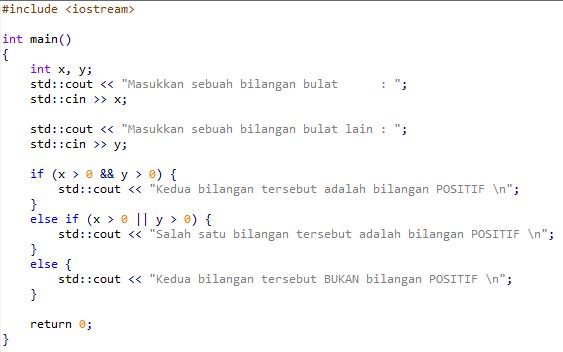 #include <iostream>
int main()
{
    int x, y;
    std::cout << "Masukkan sebuah bilangan bulat      : ";
    std::cin >> x;
    std::cout << "Masukkan sebuah bilangan bulat lain : ";
    std::cin >> y;
    if (x > 0 && y > 0) {
        std::cout << "Kedua bilangan tersebut adalah bilangan POSITIF \n";
    }
    else if (x > 0 || y > 0) {
        std::cout << "Salah satu bilangan tersebut adalah bilangan POSITIF \n";
    }
    else {
        std::cout << "Kedua bilangan tersebut BUKAN bilangan POSITIF \n";
    }
    return 0;
}